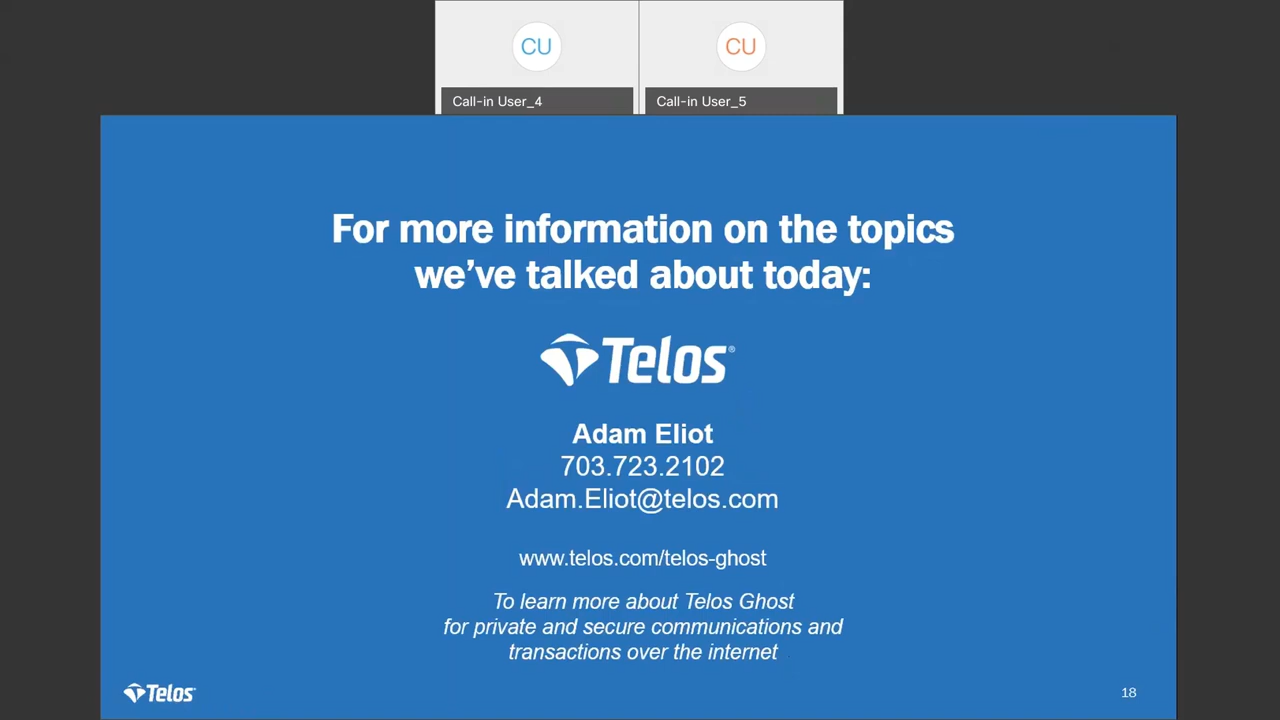 CU
CU
Call-in User_4
Call-in User_5
For more information on the topics
we’ve talked about today:
Telos®
Adam Eliot
703.723.2102
Adam.Eliot@telos.com
www.telos.com/telos-ghost
To learn more about Telos Ghost
for private and secure communications and
transactions over the internet
Telos
18